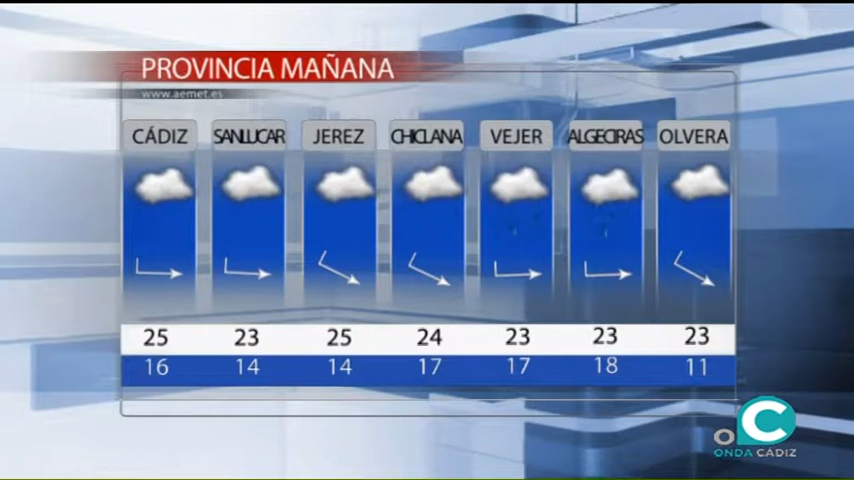 PROVINCIA MAÑANA
www.aemet.es
CÁDIZ SANLUCAR JEREZ CHICLANA VEJER ALGECIRAS OLVERA
25 23 25 24 23 23 23
16 14 14 17 17 18 11
OC
ONDA CÁDIZ